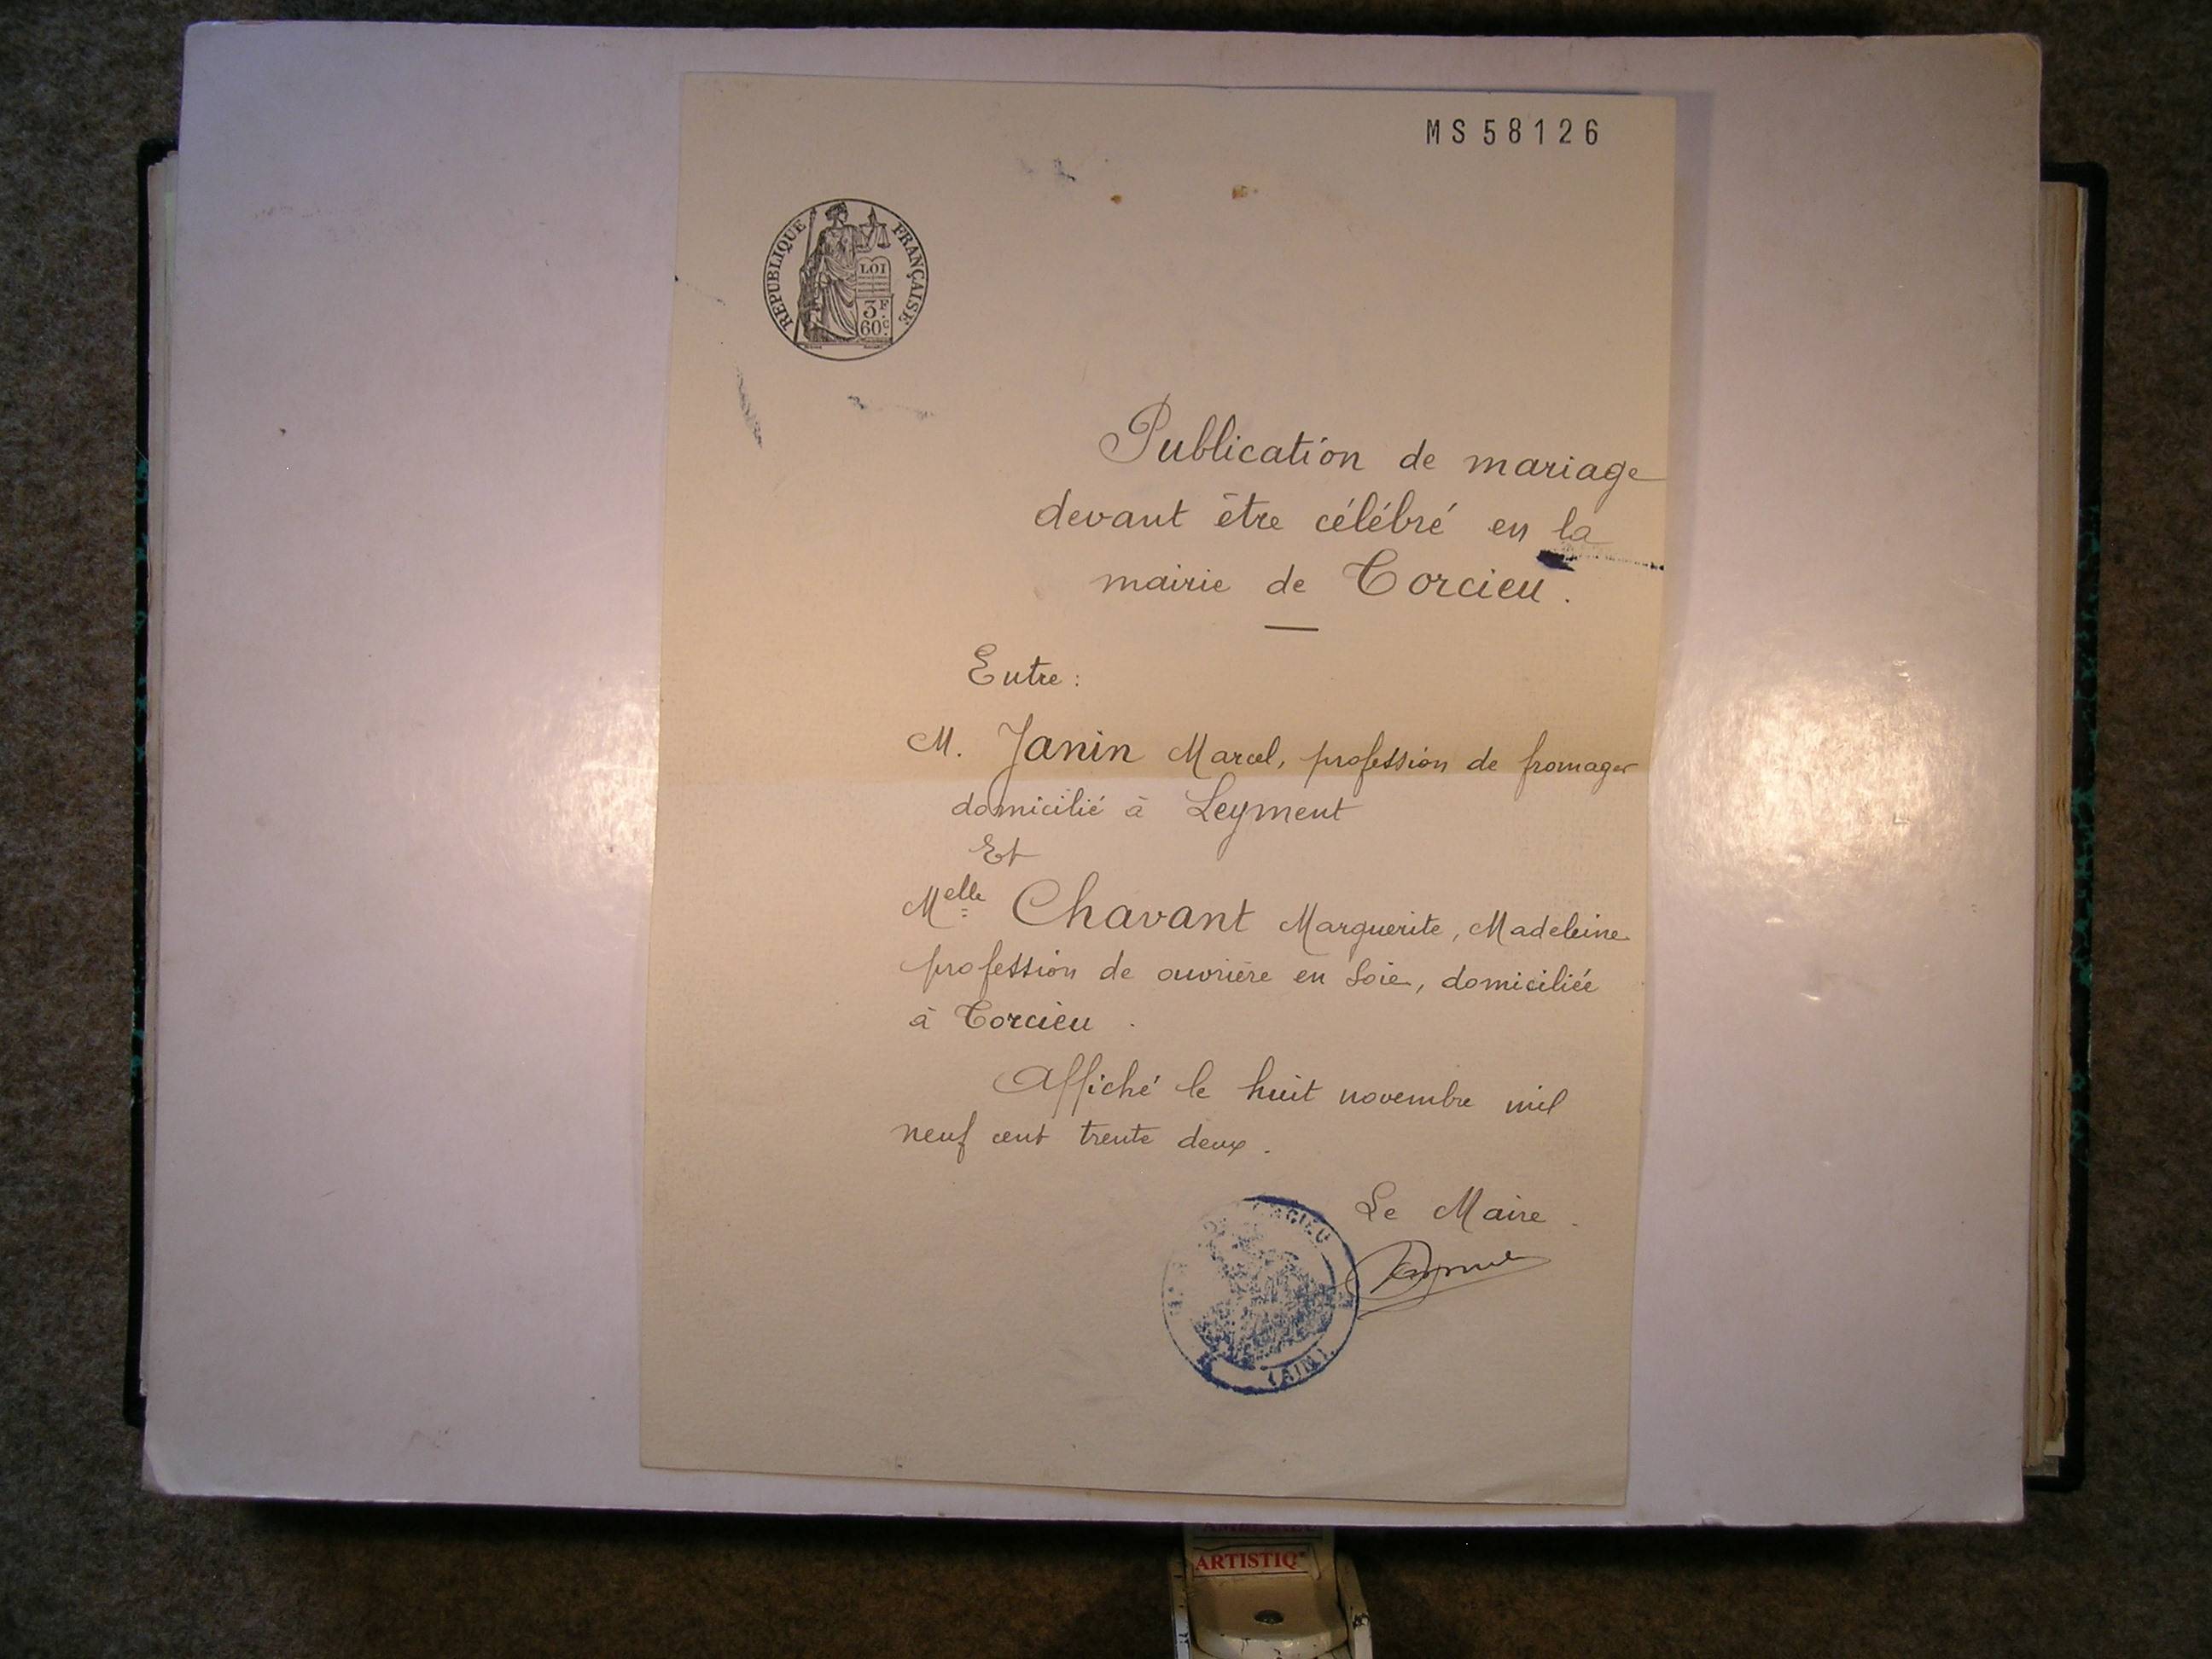 MS58126
RÉPUBLIQUE FRANÇAISE
LOI
3F
60c
Publication de mariage
devant être célébré en la
mairie de Torcieu.
Entre :
M. Janin Marcel, profession de fromager
domicilié à Leyment
Et
Melle Chavant Marguerite, Madeleine
profession de ouvrière en soie, domiciliée
à Torcieu.
Affiché le huit novembre mil
neuf cent trente deux.
Le Maire.
(AIN)
ARTISTIQ